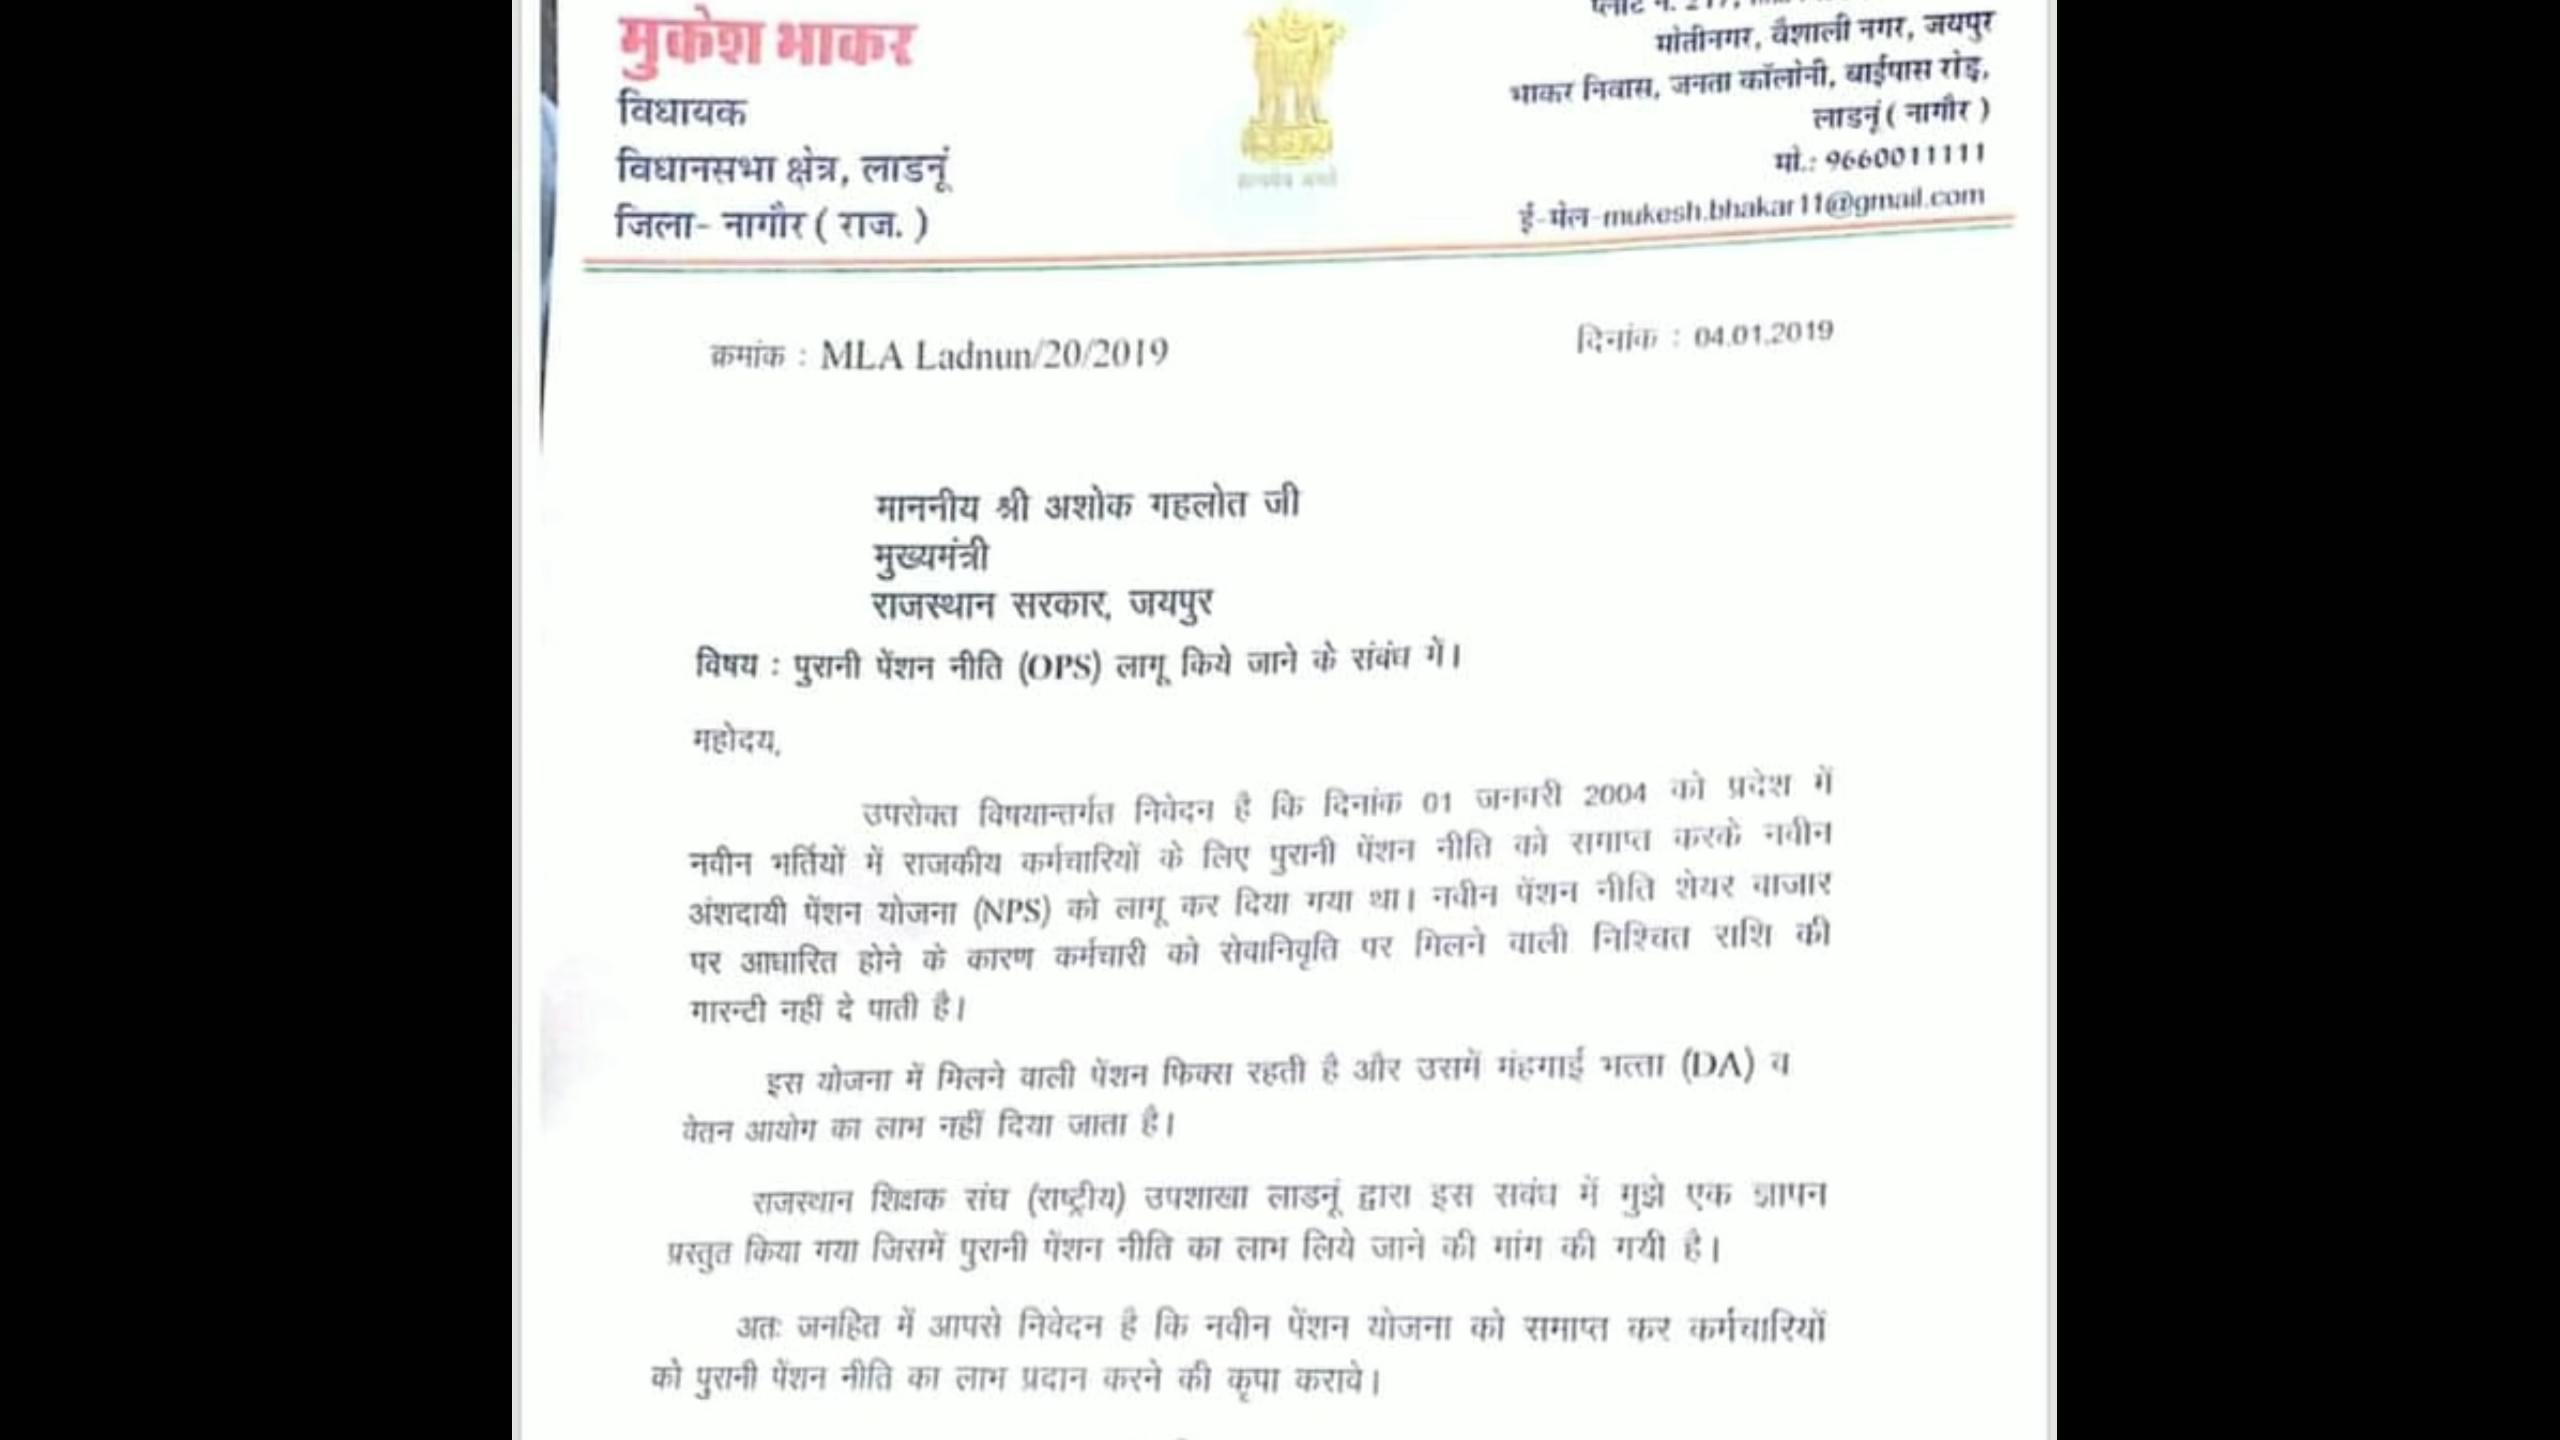 मुकेश भाकर
विधायक
विधानसभा क्षेत्र, लाडनूं
जिला- नागौर ( राज. )
प्लाट नं. 217,
मोतीनगर, वैशाली नगर, जयपुर
भाकर निवास, जनता कॉलोनी, बाईपास रोड़,
लाडनूं ( नागौर )
मो.: 9660011111
ई-मेल-mukesh.bhakar11@gmail.com
क्रमांक : MLA Ladnun/20/2019
दिनांक : 04.01.2019
माननीय श्री अशोक गहलोत जी
मुख्यमंत्री
राजस्थान सरकार, जयपुर
विषय : पुरानी पेंशन नीति (OPS) लागू किये जाने के संबंध में।
महोदय,
उपरोक्त विषयान्तर्गत निवेदन है कि दिनांक 01 जनवरी 2004 को प्रदेश में
नवीन भर्तियों में राजकीय कर्मचारियों के लिए पुरानी पेंशन नीति को समाप्त करके नवीन
अंशदायी पेंशन योजना (NPS) को लागू कर दिया गया था। नवीन पेंशन नीति शेयर बाजार
पर आधारित होने के कारण कर्मचारी को सेवानिवृति पर मिलने वाली निश्चित राशि की
गारन्टी नहीं दे पाती है।
इस योजना में मिलने वाली पेंशन फिक्स रहती है और उसमें मंहगाई भत्ता (DA) व
वेतन आयोग का लाभ नहीं दिया जाता है।
राजस्थान शिक्षक संघ (राष्ट्रीय) उपशाखा लाडनूं द्वारा इस सबंध में मुझे एक ज्ञापन
प्रस्तुत किया गया जिसमें पुरानी पेंशन नीति का लाभ लिये जाने की मांग की गयी है।
अतः जनहित में आपसे निवेदन है कि नवीन पेंशन योजना को समाप्त कर कर्मचारियों
को पुरानी पेंशन नीति का लाभ प्रदान करने की कृपा करावे।